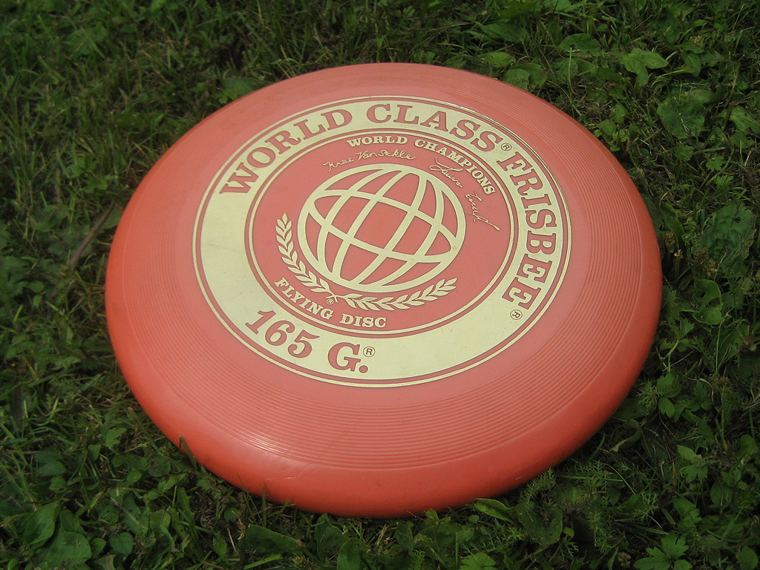 WORLD CLASS® FRISBEE®
WORLD CHAMPIONS
FLYING DISC
165 G.®